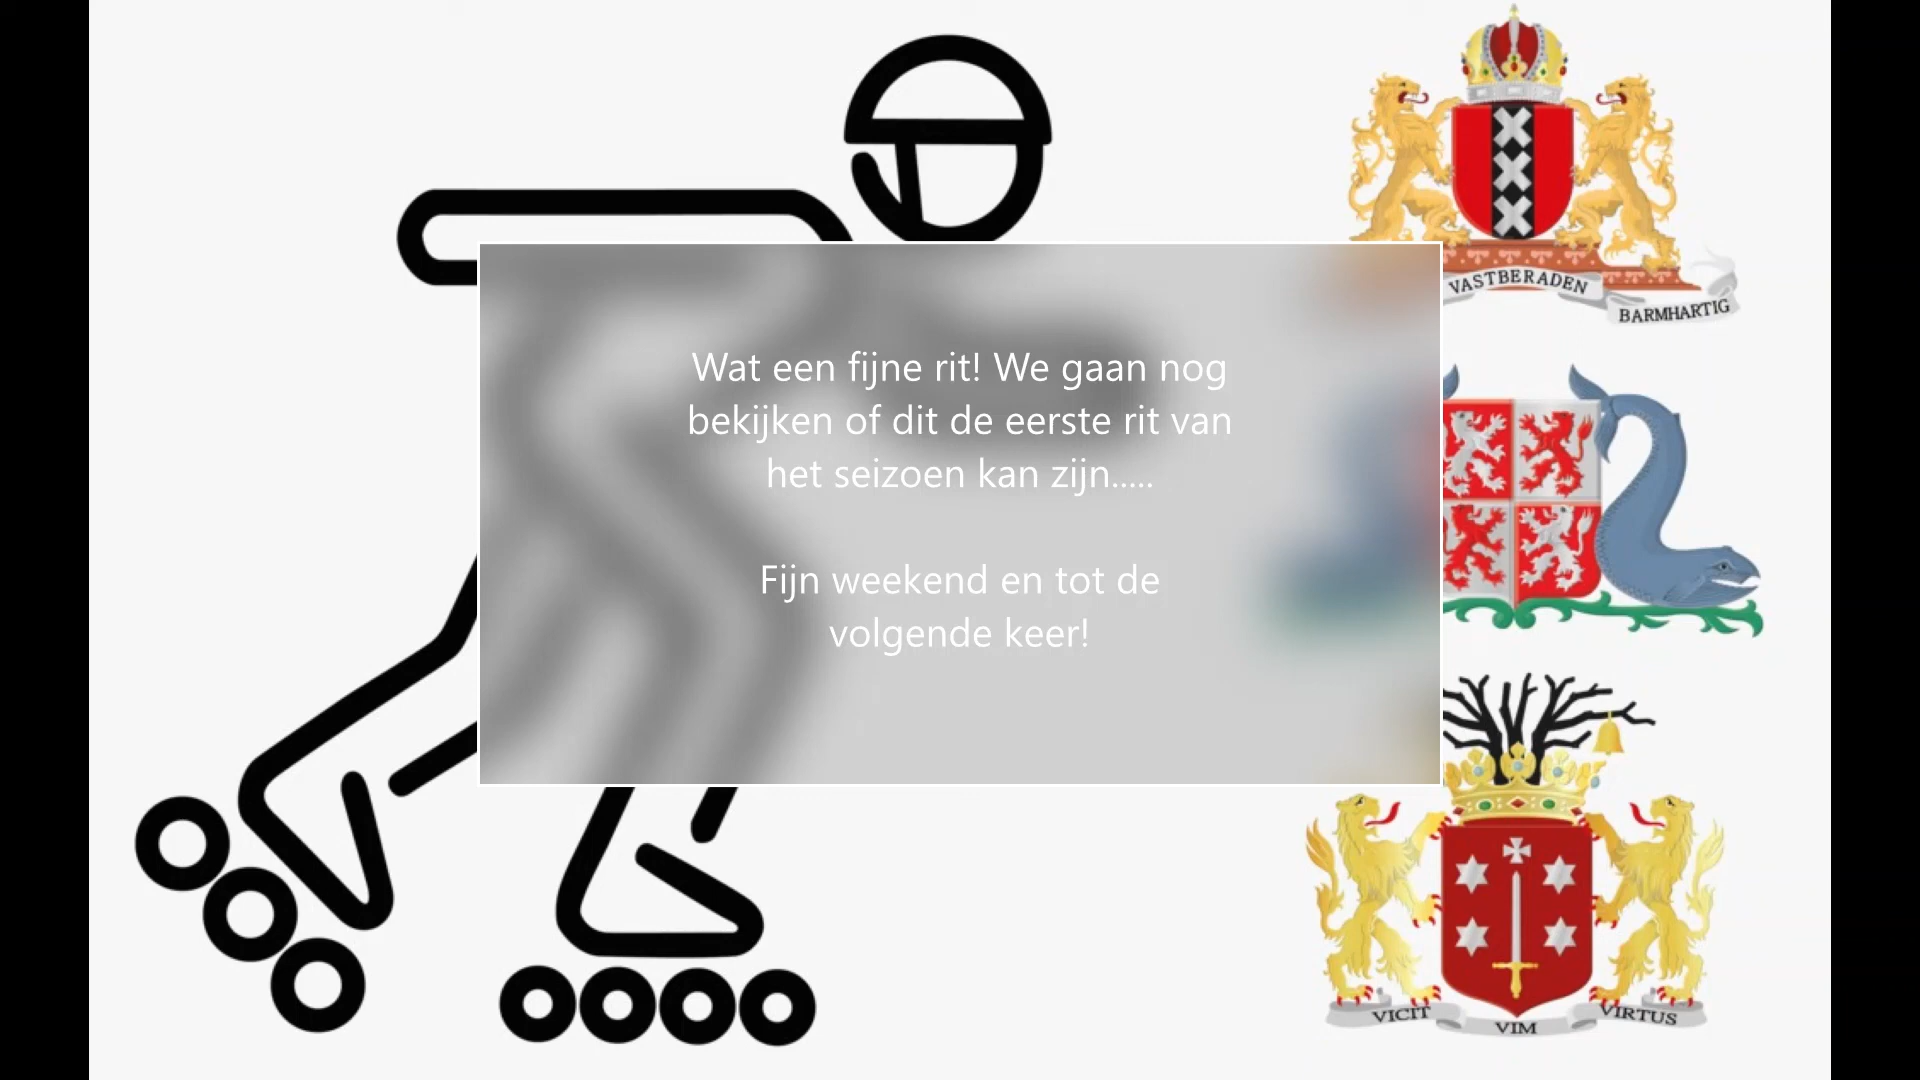 VASTBERADEN
BARMHARTIG
Wat een fijne rit! We gaan nog
bekijken of dit de eerste rit van
het seizoen kan zijn.....
Fijn weekend en tot de
volgende keer!
VICIT
VIM
VIRTUS